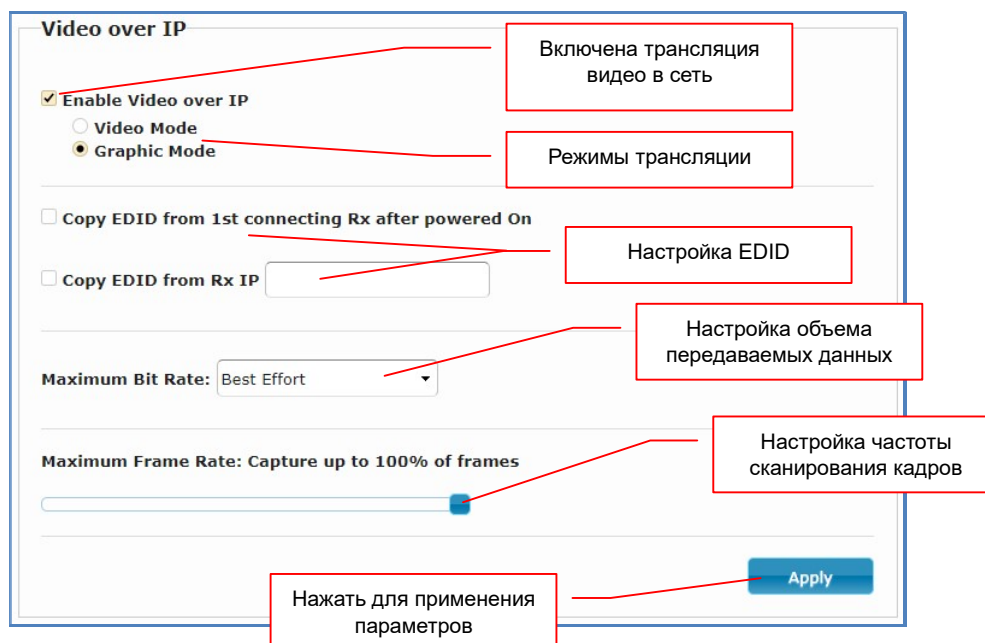 Video over IP
Включена трансляция
видео в сеть
Enable Video over IP
Video Mode
Graphic Mode
Режимы трансляции
Copy EDID from 1st connecting Rx after powered On
Настройка EDID
Copy EDID from Rx IP
Настройка объема
передаваемых данных
Maximum Bit Rate: Best Effort
Настройка частоты
сканирования кадров
Maximum Frame Rate: Capture up to 100% of frames
Apply
Нажать для применения
параметров